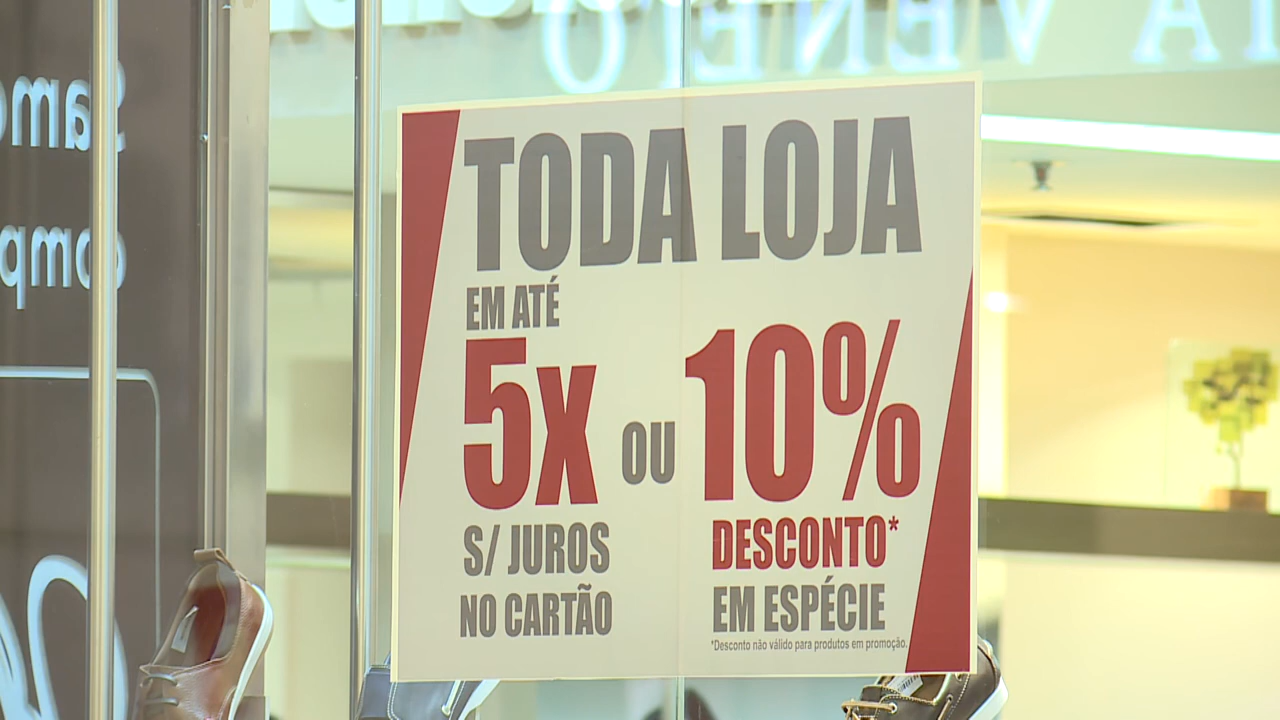 TODA LOJA
EM ATÉ
5x OU 10%
S/ JUROS
NO CARTÃO
DESCONTO*
EM ESPÉCIE
*Desconto não válido para produtos em promoção.
VENETO